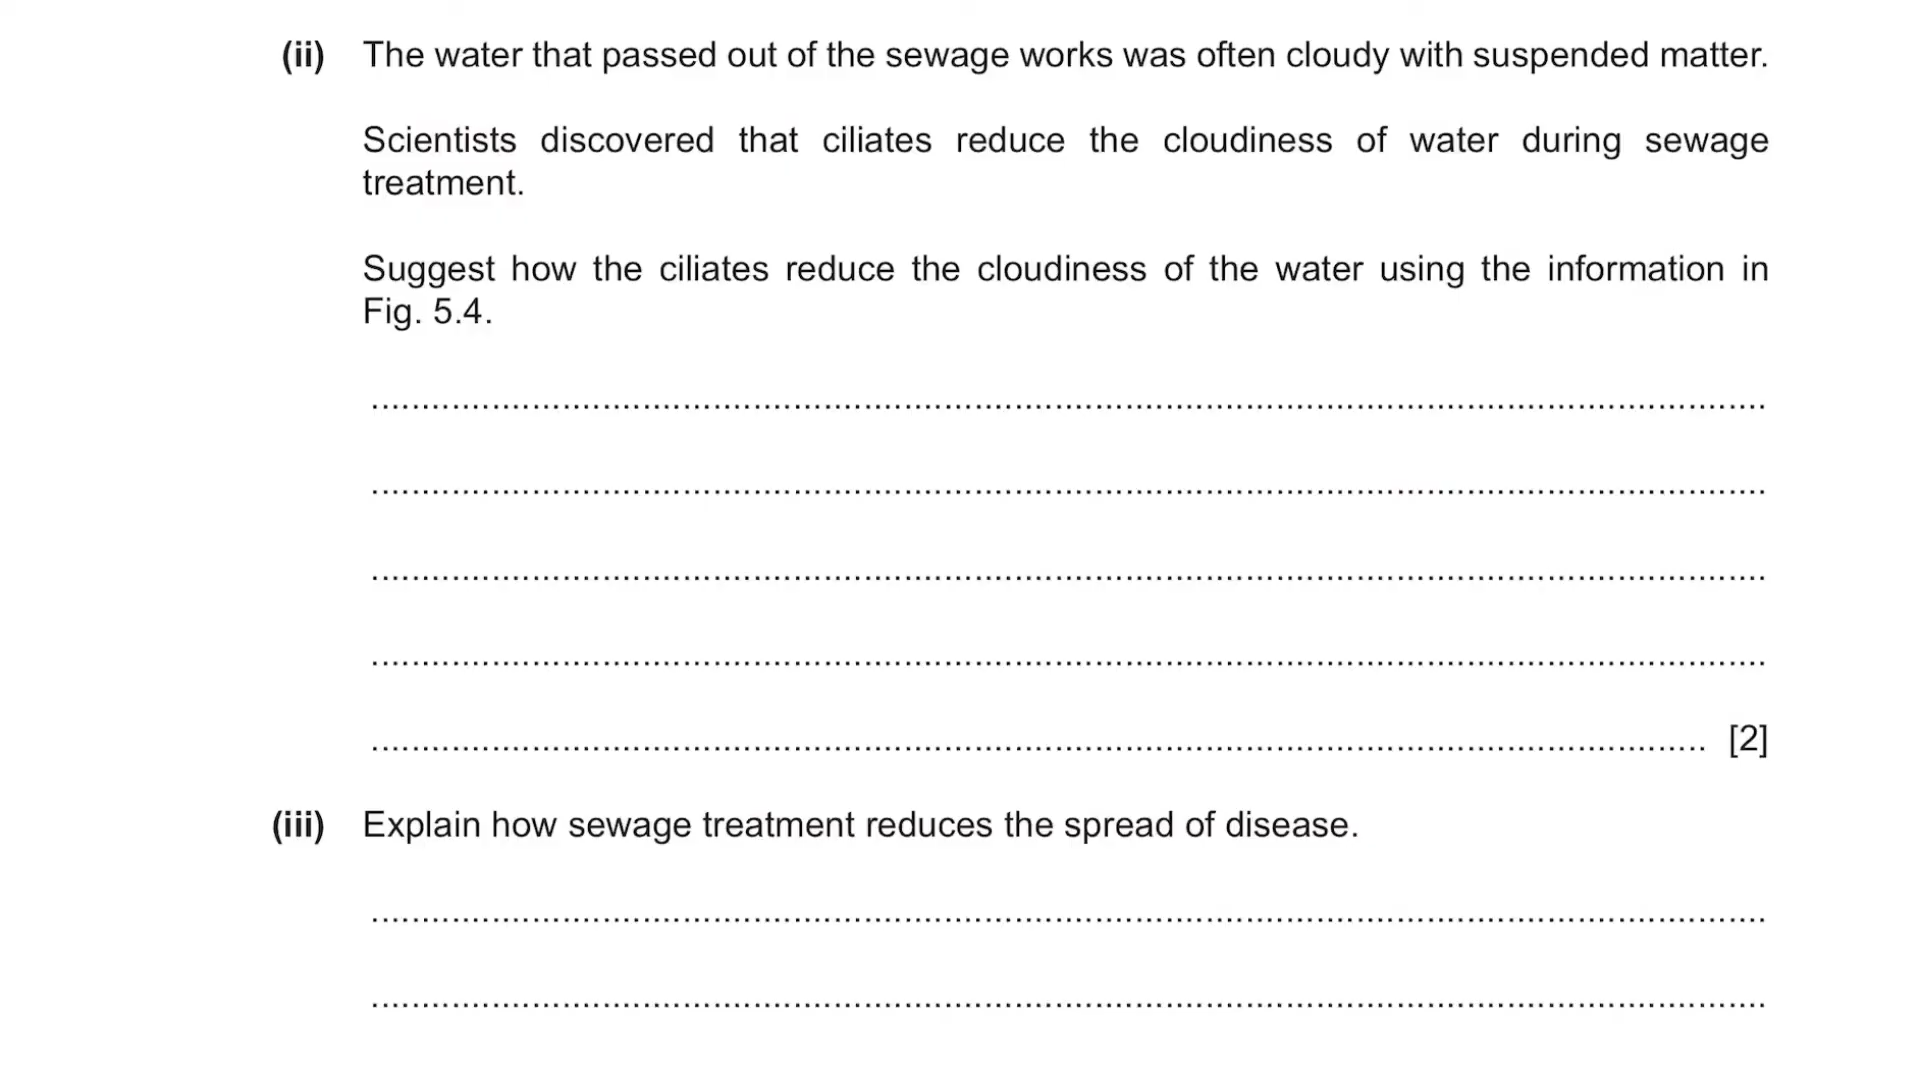 (ii) The water that passed out of the sewage works was often cloudy with suspended matter.
Scientists discovered that ciliates reduce the cloudiness of water during sewage
treatment.
Suggest how the ciliates reduce the cloudiness of the water using the information in
Fig. 5.4.
..........................................................................................
..........................................................................................
..........................................................................................
..........................................................................................
.................................................................................... [2]
(iii) Explain how sewage treatment reduces the spread of disease.
..........................................................................................
..........................................................................................